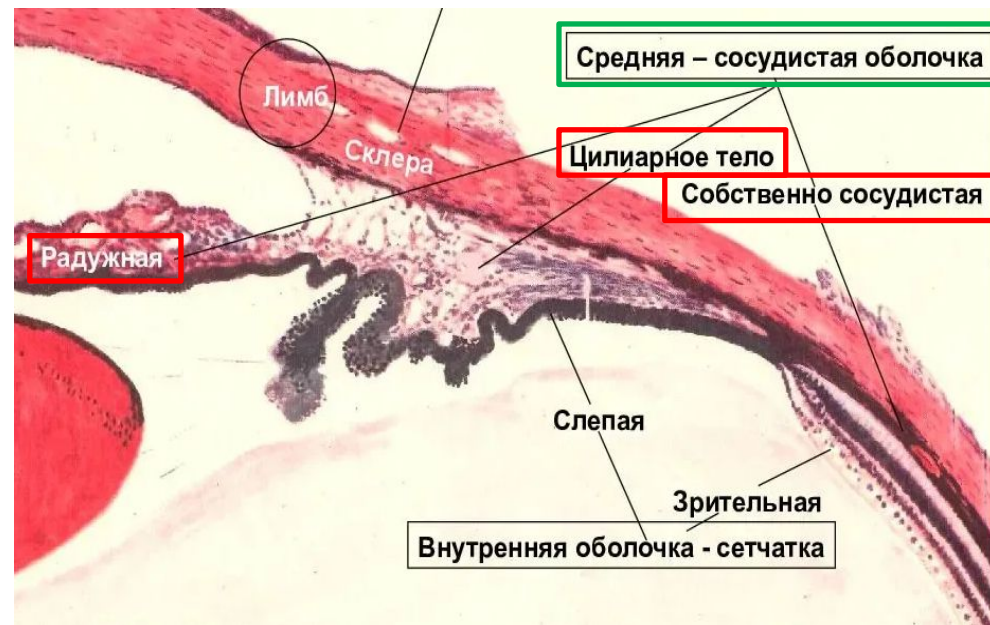 Средняя – сосудистая оболочка
Лимб
Склера
Цилиарное тело
Собственно сосудистая
Радужная
Слепая
Зрительная
Внутренняя оболочка - сетчатка